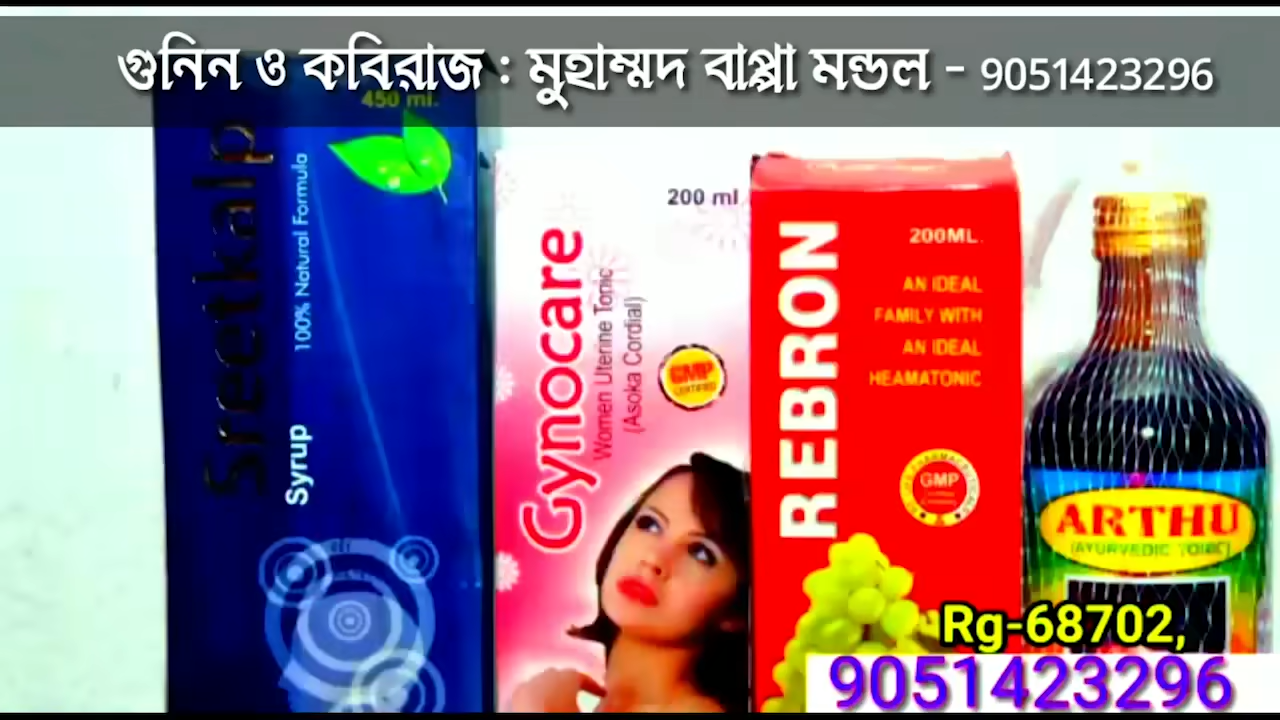 গুনিন ও কবিরাজ : মুহাম্মদ বাপ্পা মন্ডল - 9051423296
450 ml.
Sreetkalp
100% Natural Formula
Syrup
200 ml
Gynocare
Women Uterine Tonic
(Asoka Cordial)
GMP
CERTIFIED
REBRON
200ML.
AN IDEAL
FAMILY WITH
AN IDEAL
HEAMATONIC
GMP
ARTHU
(AYURVEDIC TONIC)
Rg-68702,
9051423296